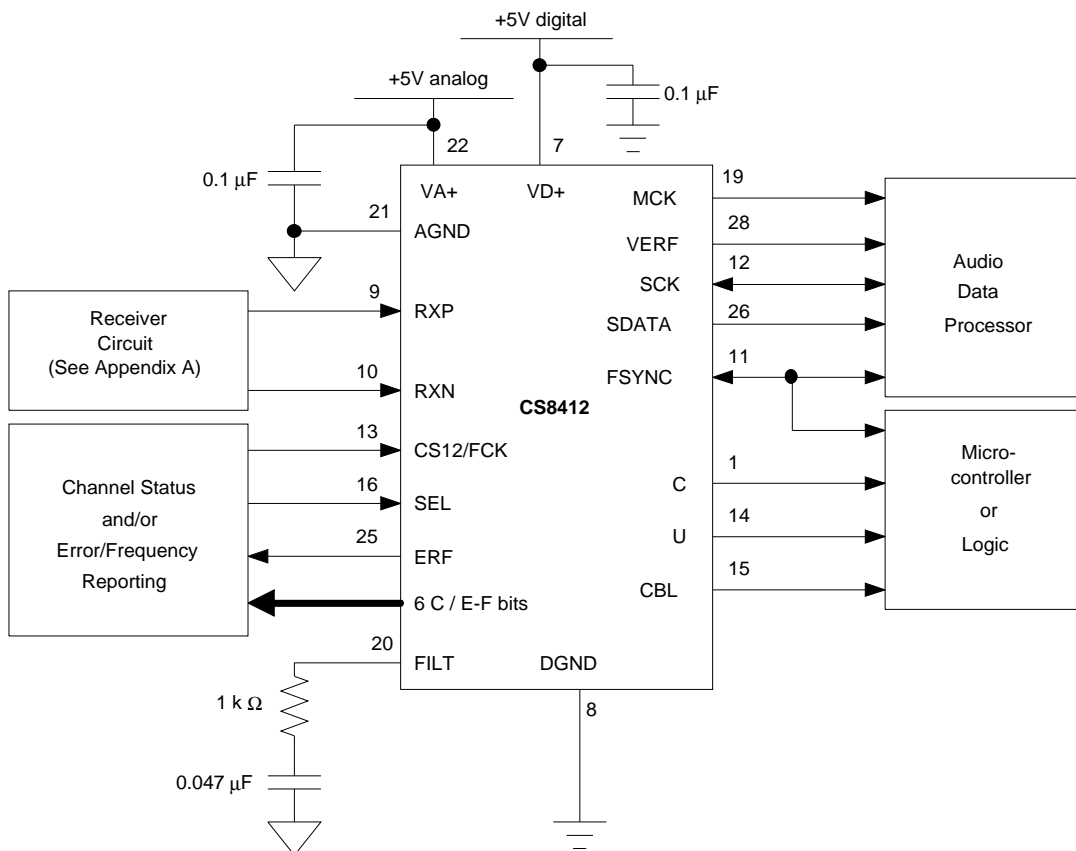 +5V digital
+5V analog
0.1 µF
22
7
0.1 µF
VA+
VD+
21
AGND
19
MCK
28
VERF
12
SCK
26
SDATA
11
FSYNC
Audio
Data
Processor
9
RXP
Receiver
Circuit
(See Appendix A)
10
RXN
CS8412
13
CS12/FCK
16
SEL
25
ERF
6 C / E-F bits
Channel Status
and/or
Error/Frequency
Reporting
1
C
14
U
15
CBL
Micro-
controller
or
Logic
20
FILT
DGND
8
1 k Ω
0.047 µF